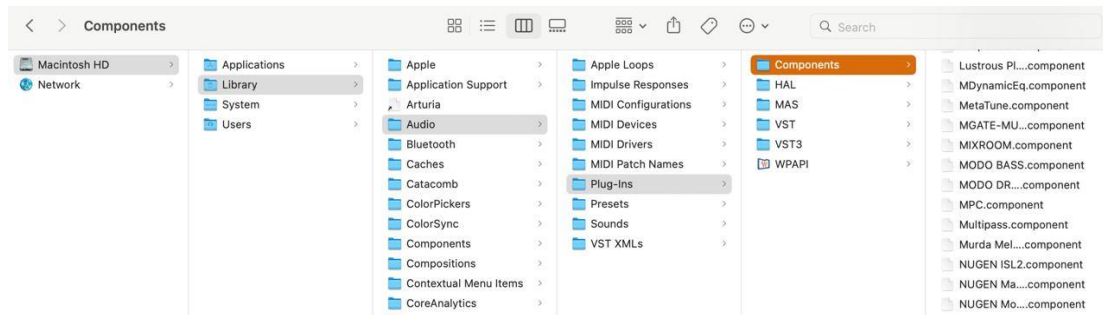 Components
Search
Macintosh HD
Network
Applications
Library
System
Users
Apple
Application Support
Arturia
Audio
Bluetooth
Caches
Catacomb
ColorPickers
ColorSync
Components
Compositions
Contextual Menu Items
CoreAnalytics
Apple Loops
Impulse Responses
MIDI Configurations
MIDI Devices
MIDI Drivers
MIDI Patch Names
Plug-Ins
Presets
Sounds
VST XMLs
Components
HAL
MAS
VST
VST3
WPAPI
Lustrous Pl....component
MDynamicEq.component
MetaTune.component
MGATE-MU...component
MIXROOM.component
MODO BASS.component
MODO DR....component
MPC.component
Multipass.component
Murda Mel....component
NUGEN ISL2.component
NUGEN Ma....component
NUGEN Mo....component